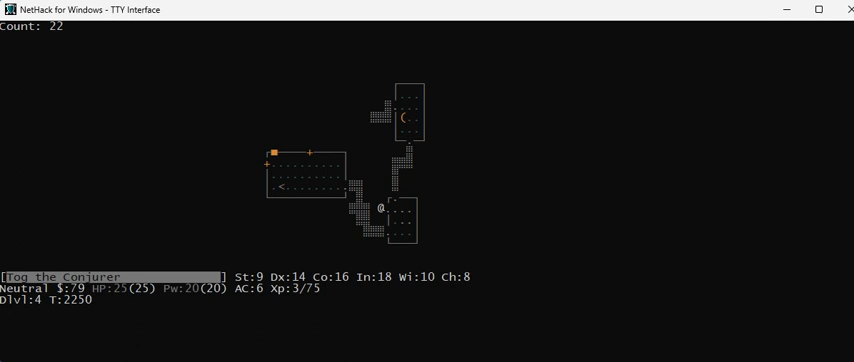 NetHack for Windows - TTY Interface
Count: 22
[Tog the Conjurer ] St:9 Dx:14 Co:16 In:18 Wi:10 Ch:8
Neutral $:79 HP:25(25) Pw:20(20) AC:6 Xp:3/75
Dlvl:4 T:2250